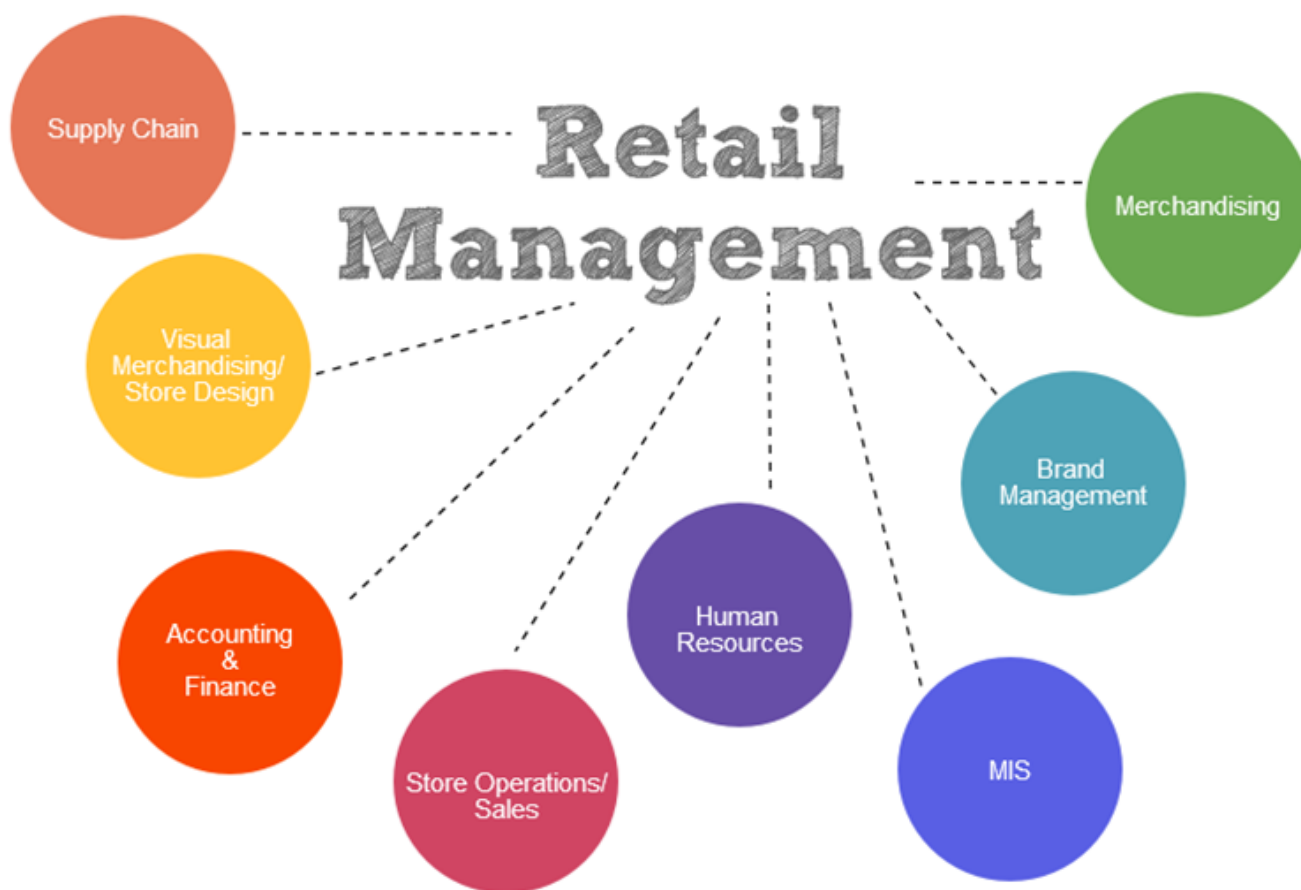 Retail
Management
Supply Chain
Merchandising
Visual
Merchandising/
Store Design
Brand
Management
Accounting
&
Finance
Human
Resources
Store Operations/
Sales
MIS